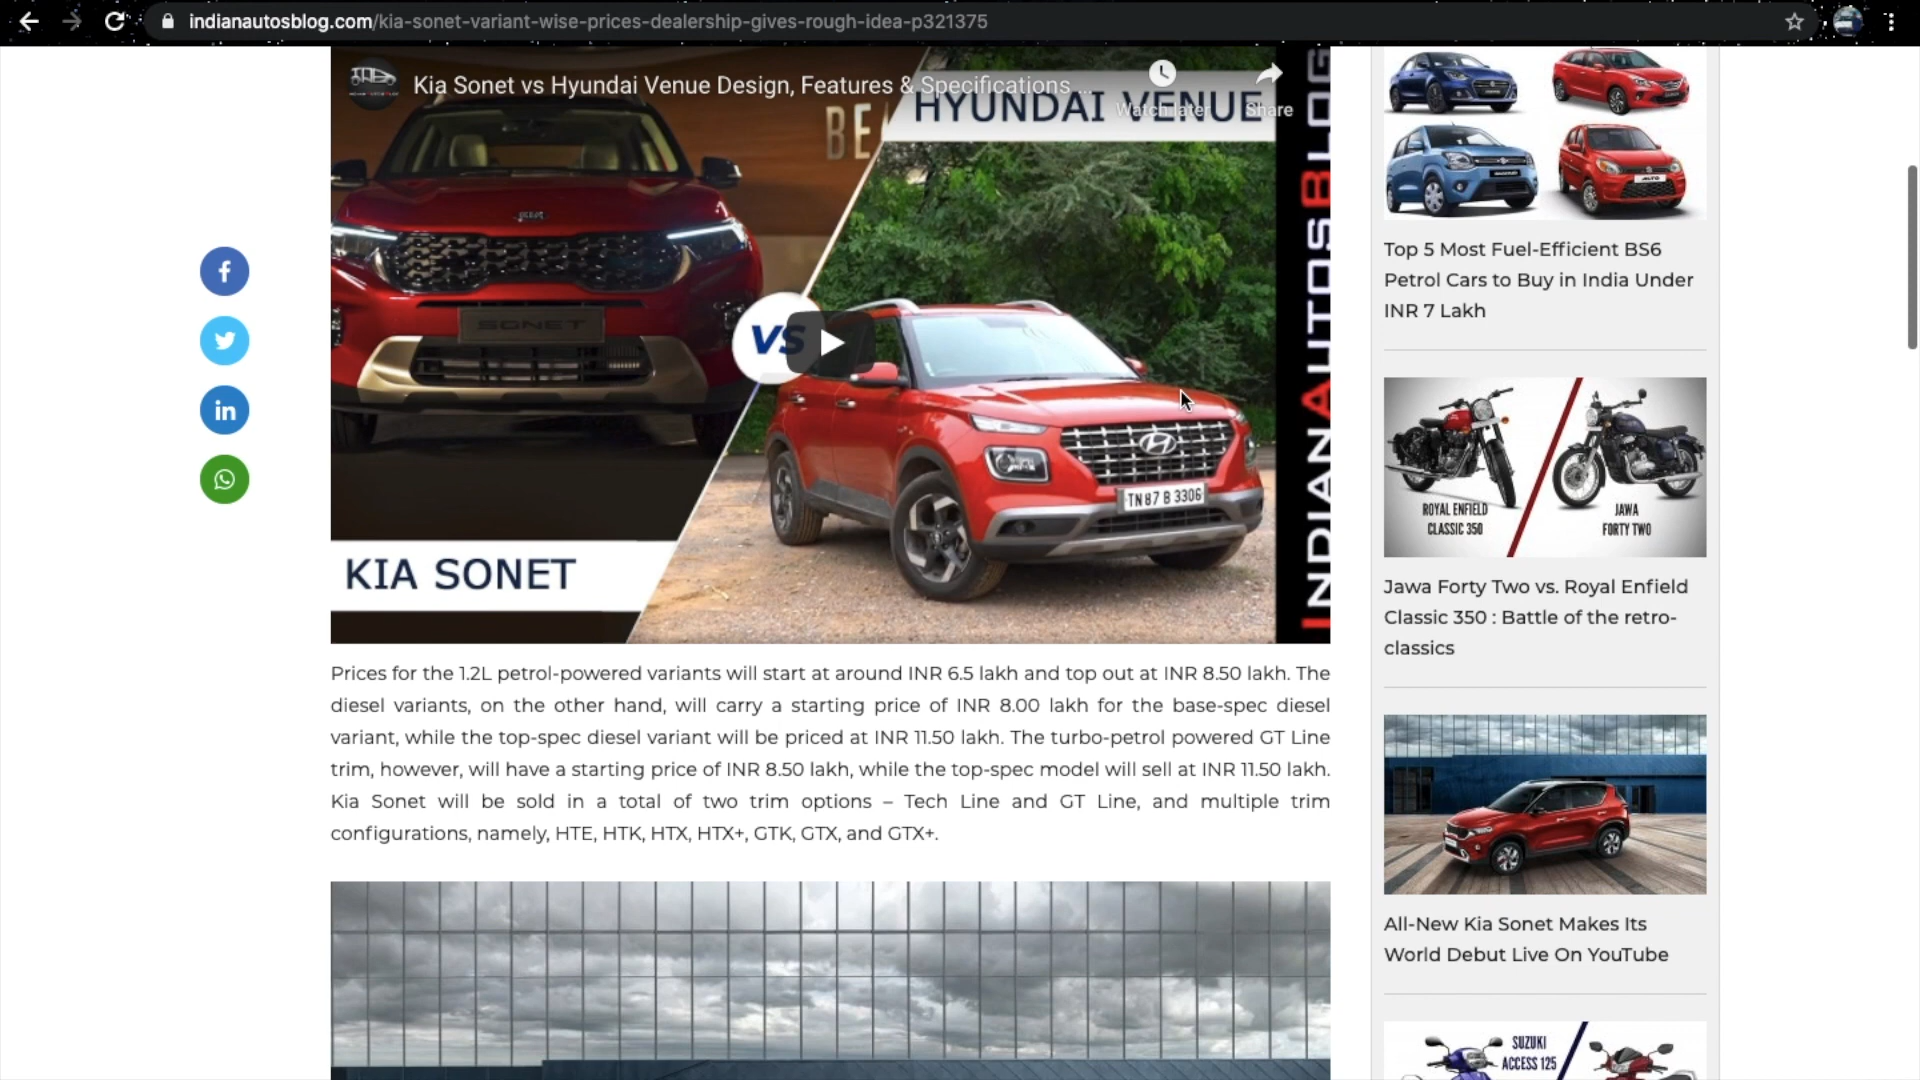 indianautosblog.com/kia-sonet-variant-wise-prices-dealership-gives-rough-idea-p321375
Kia Sonet vs Hyundai Venue Design, Features & Specifications ...
Watch later
Share
BE
HYUNDAI VENUE
INDIANAUTOSBLOG
KIA
SONET
VS
TN 87 B 3306
KIA SONET
Prices for the 1.2L petrol-powered variants will start at around INR 6.5 lakh and top out at INR 8.50 lakh. The
diesel variants, on the other hand, will carry a starting price of INR 8.00 lakh for the base-spec diesel
variant, while the top-spec diesel variant will be priced at INR 11.50 lakh. The turbo-petrol powered GT Line
trim, however, will have a starting price of INR 8.50 lakh, while the top-spec model will sell at INR 11.50 lakh.
Kia Sonet will be sold in a total of two trim options – Tech Line and GT Line, and multiple trim
configurations, namely, HTE, HTK, HTX, HTX+, GTK, GTX, and GTX+.
ALTO
Top 5 Most Fuel-Efficient BS6
Petrol Cars to Buy in India Under
INR 7 Lakh
ROYAL ENFIELD
CLASSIC 350
JAWA
FORTY TWO
Jawa Forty Two vs. Royal Enfield
Classic 350 : Battle of the retro-
classics
All-New Kia Sonet Makes Its
World Debut Live On YouTube
SUZUKI
ACCESS 125